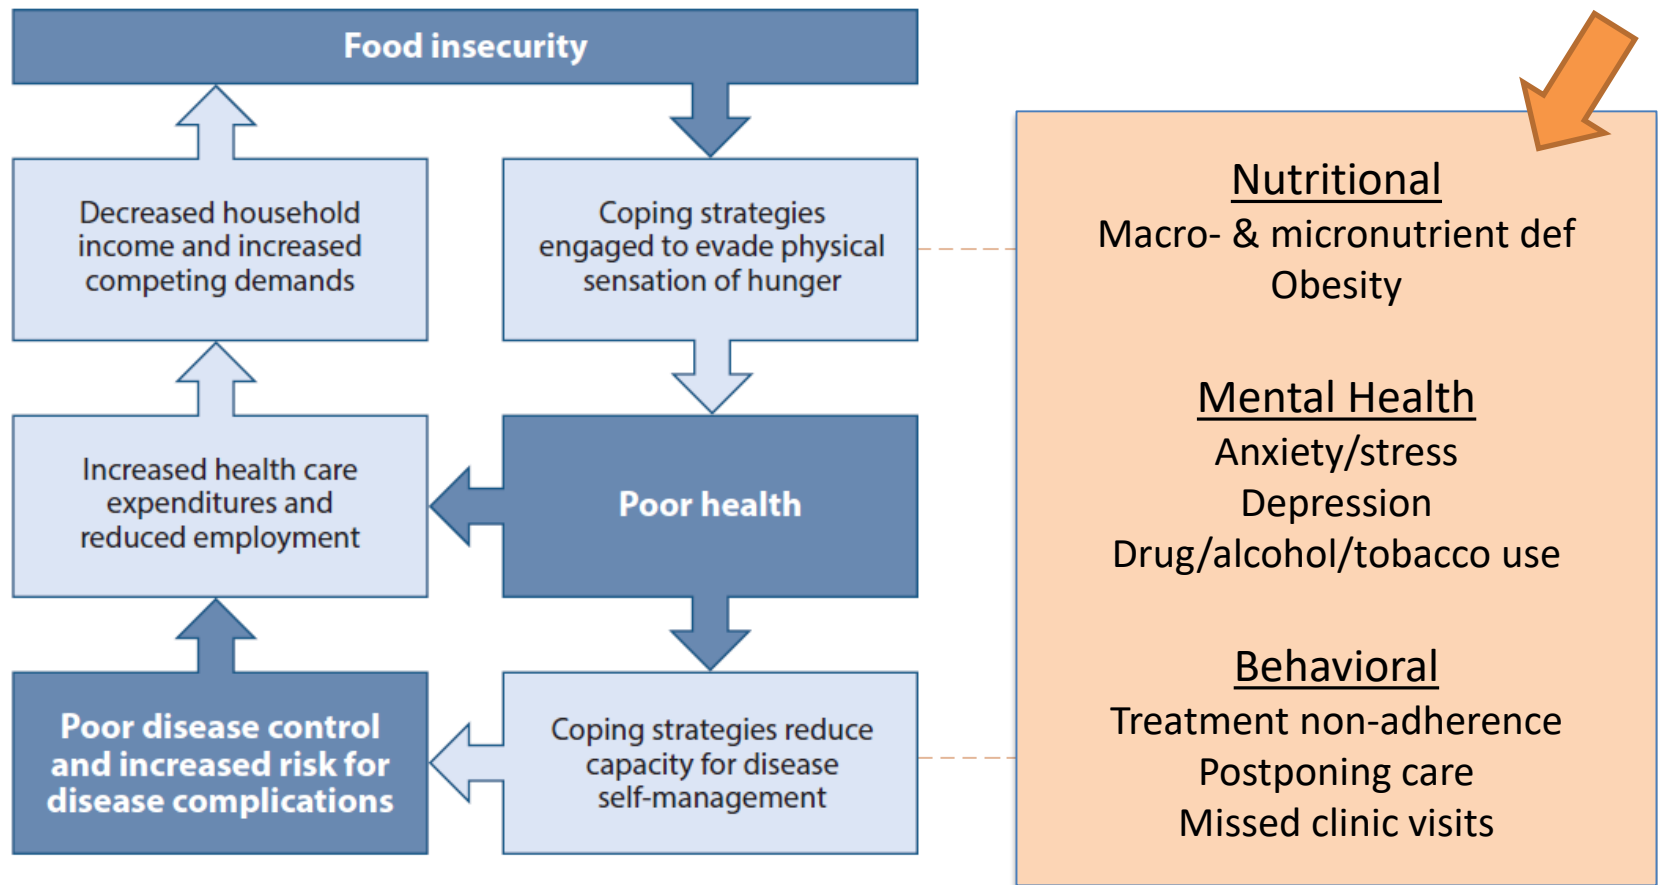 Food insecurity
Decreased household
income and increased
competing demands
Coping strategies
engaged to evade physical
sensation of hunger
Increased health care
expenditures and
reduced employment
Poor health
Poor disease control
and increased risk for
disease complications
Coping strategies reduce
capacity for disease
self-management
Nutritional
Macro- & micronutrient def
Obesity
Mental Health
Anxiety/stress
Depression
Drug/alcohol/tobacco use
Behavioral
Treatment non-adherence
Postponing care
Missed clinic visits